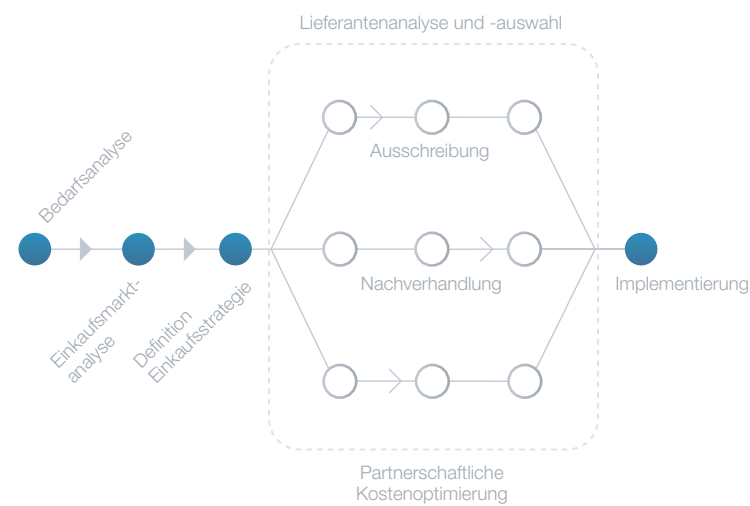 Lieferantenanalyse und -auswahl
Ausschreibung
Bedarfsanalyse
Einkaufsmarkt-
analyse
Definition
Einkaufsstrategie
Nachverhandlung
Implementierung
Partnerschaftliche
Kostenoptimierung